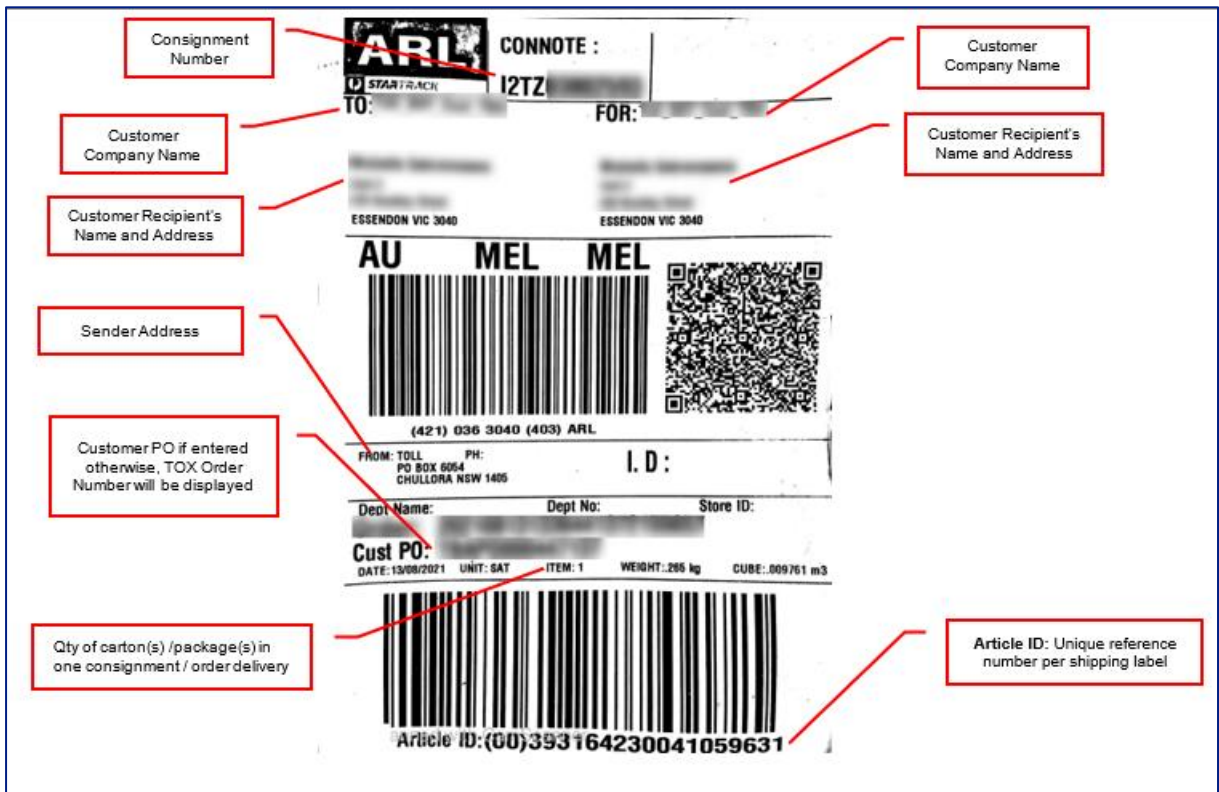 Consignment
Number
ARL
STARTRACK
CONNOTE :
I2TZ
Customer
Company Name
TO:
FOR:
Customer
Company Name
Customer Recipient's
Name and Address
Customer Recipient's
Name and Address
ESSENDON VIC 3040
ESSENDON VIC 3040
AU MEL MEL
Sender Address
(421) 036 3040 (403) ARL
FROM: TOLL PH:
PO BOX 6054
CHULLORA NSW 1405
I. D :
Customer PO if entered
otherwise, TOX Order
Number will be displayed
Dept Name: Dept No: Store ID:
Cust PO:
DATE:13/08/2021 UNIT: SAT ITEM: 1 WEIGHT:.265 kg CUBE:.009761 m3
Qty of carton(s) /package(s) in
one consignment / order delivery
Article ID: Unique reference
number per shipping label
Article ID:(00)393164230041059631